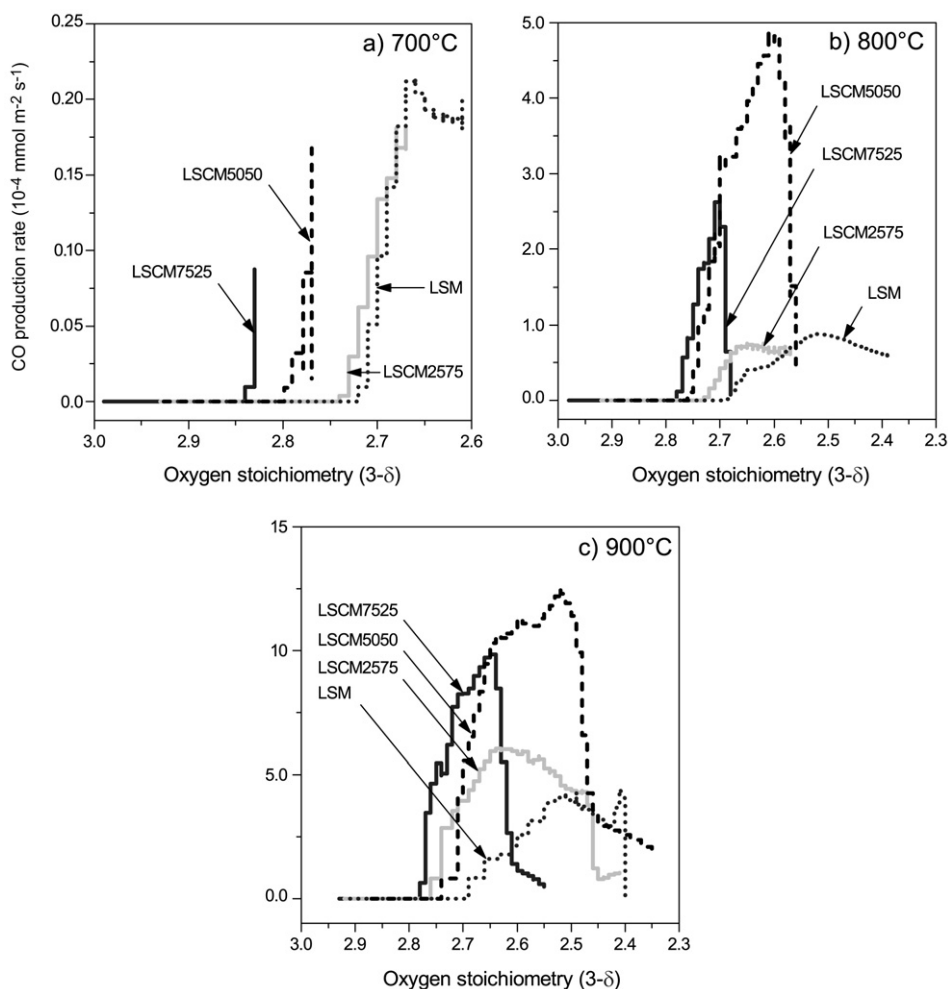 a) 700°C
0.25
0.20
0.15
0.10
0.05
0.0
CO production rate (10-4 mmol m-2 s-1)
LSCM5050
LSCM7525
LSM
LSCM2575
3.0 2.9 2.8 2.7 2.6
Oxygen stoichiometry (3-δ)
b) 800°C
5.0
4.0
3.0
2.0
1.0
0.0
LSCM5050
LSCM7525
LSCM2575
LSM
3.0 2.9 2.8 2.7 2.6 2.5 2.4 2.3
Oxygen stoichiometry (3-δ)
c) 900°C
15
10
5.0
0.0
LSCM7525
LSCM5050
LSCM2575
LSM
3.0 2.9 2.8 2.7 2.6 2.5 2.4 2.3
Oxygen stoichiometry (3-δ)